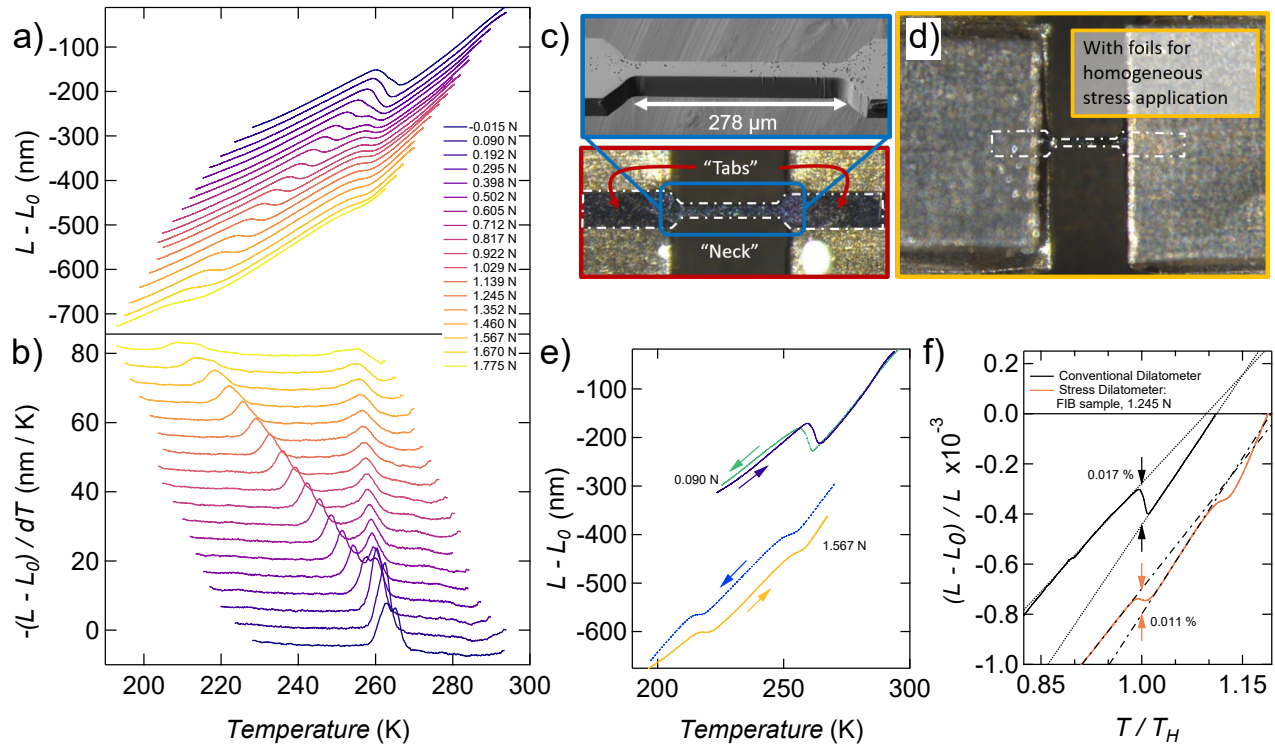 a)
L - L0 (nm)
-100
-200
-300
-400
-500
-600
-700
-0.015 N
0.090 N
0.192 N
0.295 N
0.398 N
0.502 N
0.605 N
0.712 N
0.817 N
0.922 N
1.029 N
1.139 N
1.245 N
1.352 N
1.460 N
1.567 N
1.670 N
1.775 N
b)
-(L - L0) / dT (nm / K)
80
60
40
20
0
200
220
240
260
280
300
Temperature (K)
c)
278 µm
“Tabs”
“Neck”
d)
With foils for
homogeneous
stress application
e)
L - L0 (nm)
-100
-200
-300
-400
-500
-600
0.090 N
1.567 N
200
250
300
Temperature (K)
f)
(L - L0) / L x10-3
0.2
0.0
-0.2
-0.4
-0.6
-0.8
-1.0
Conventional Dilatometer
Stress Dilatometer:
FIB sample, 1.245 N
0.017 %
0.011 %
0.85
1.00
1.15
T / TH